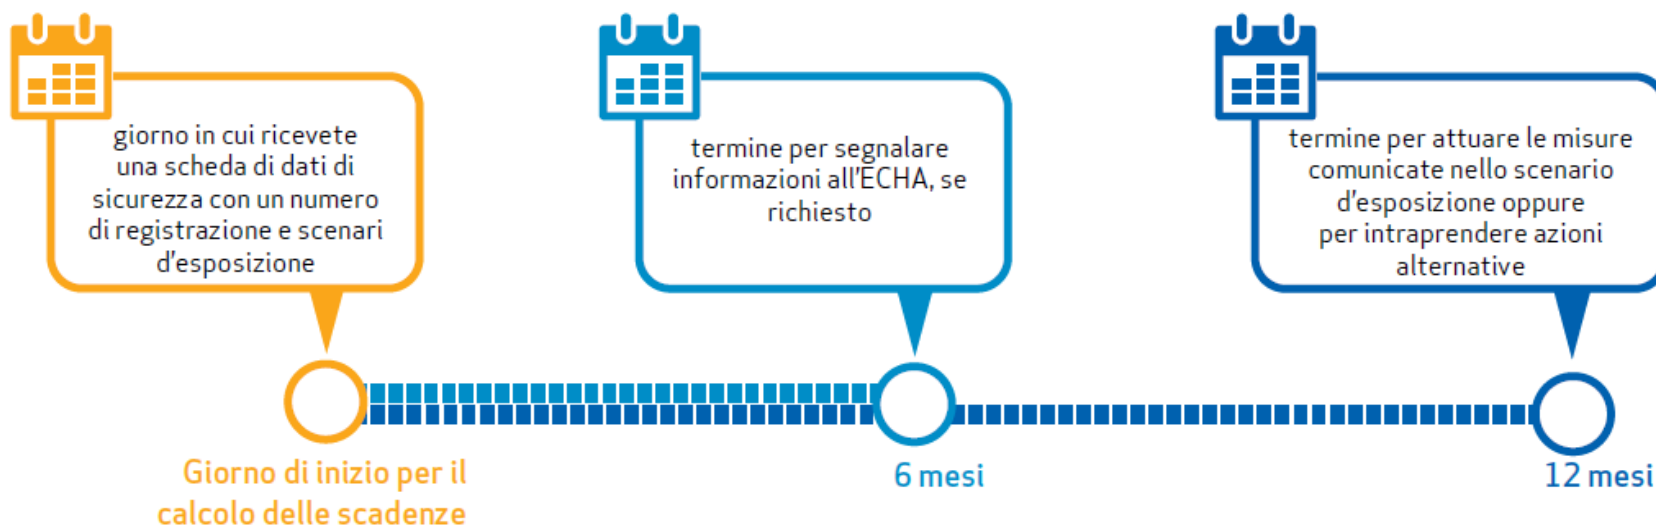 giorno in cui ricevete
una scheda di dati di
sicurezza con un numero
di registrazione e scenari
d'esposizione
termine per segnalare
informazioni all'ECHA, se
richiesto
termine per attuare le misure
comunicate nello scenario
d'esposizione oppure
per intraprendere azioni
alternative
Giorno di inizio per il
calcolo delle scadenze
6 mesi
12 mesi